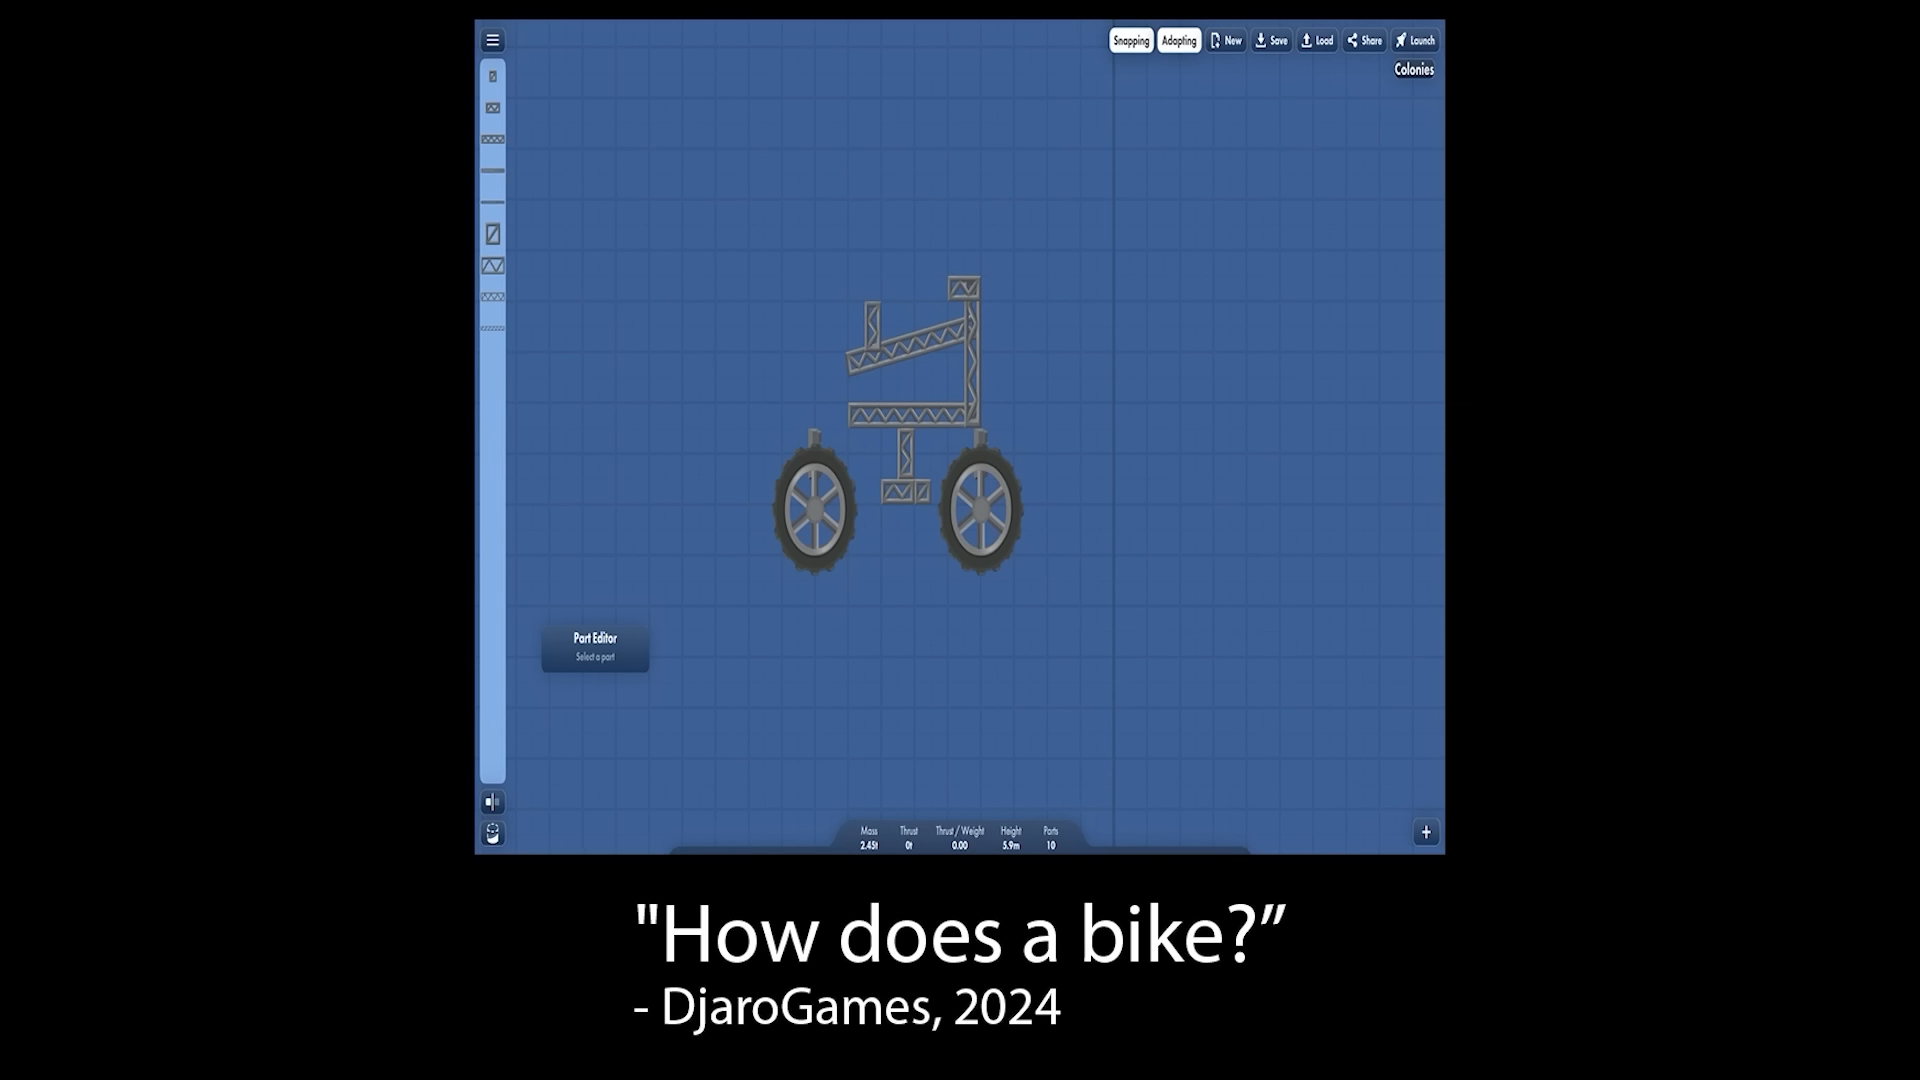 Snapping Adapting New Save Load Share Launch
Colonies
Part Editor
Select a part
Mass Thrust Thrust / Weight Height Parts
2.45t 0t 0.00 5.9m 10
"How does a bike?”
- DjaroGames, 2024